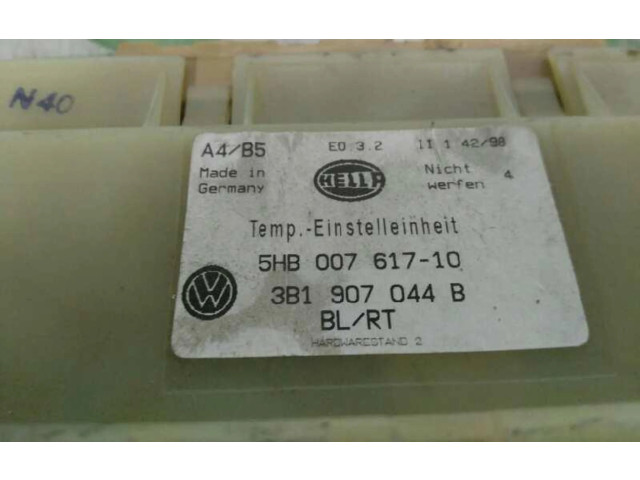 N40
A4/B5 E0 3.2 II 1 42/98
Made in Germany HELLA Nicht werfen 4
Temp.-Einstelleinheit
5HB 007 617-10
VW 3B1 907 044 B
BL/RT
HARDWARESTAND 2